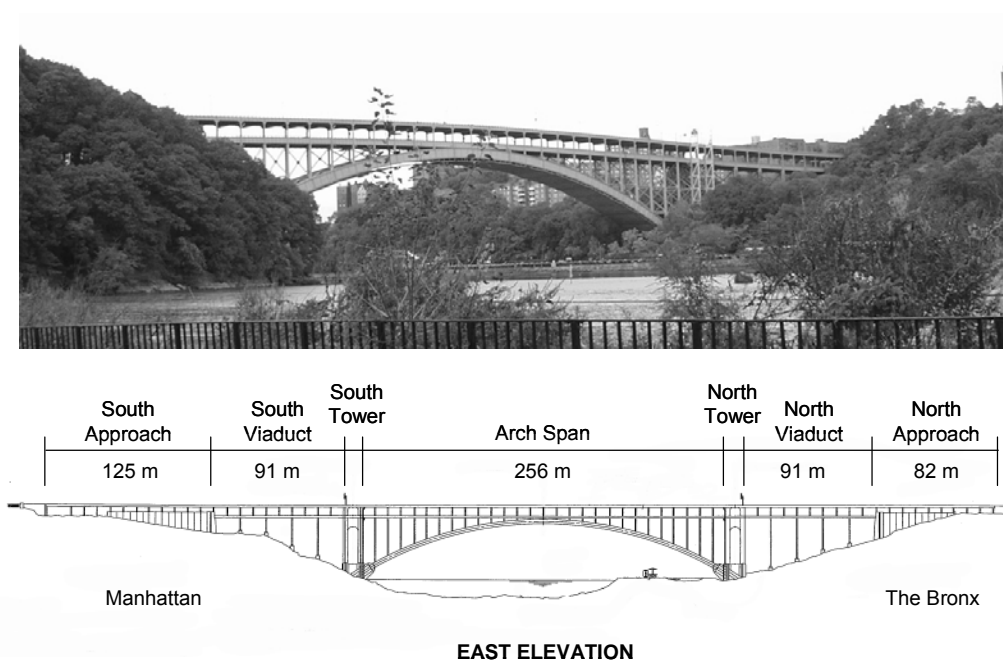 South Approach
South Viaduct
South Tower
Arch Span
North Tower
North Viaduct
North Approach
125 m
91 m
256 m
91 m
82 m
Manhattan
The Bronx
EAST ELEVATION